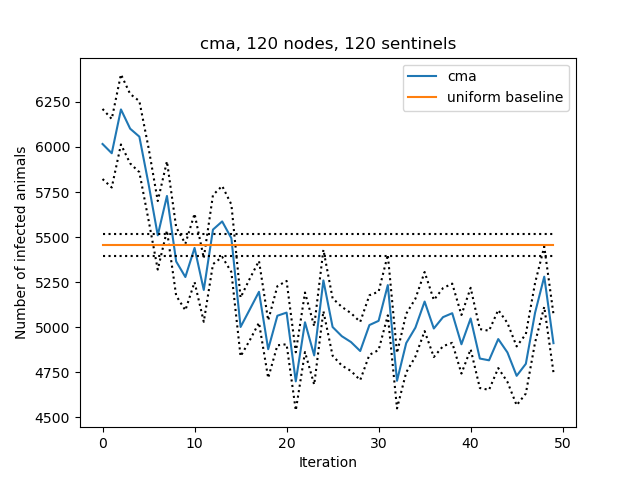 cma, 120 nodes, 120 sentinels
cma
uniform baseline
Number of infected animals
6250
6000
5750
5500
5250
5000
4750
4500
0 10 20 30 40 50
Iteration